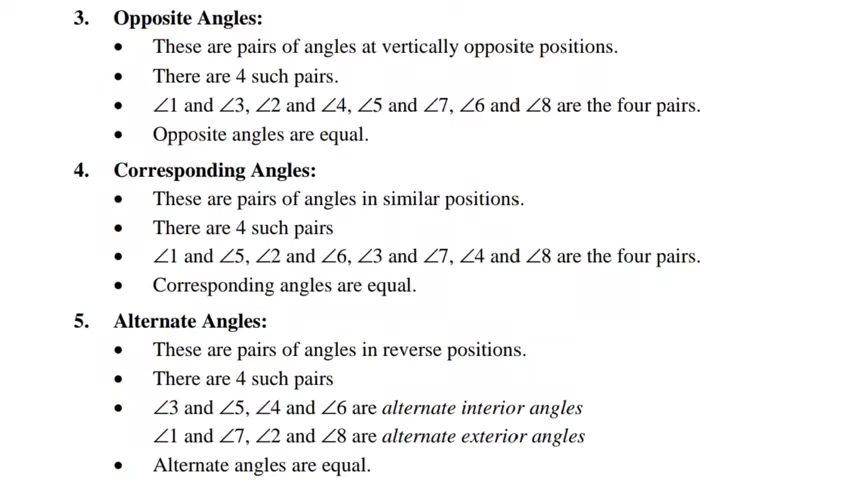 3. Opposite Angles:
• These are pairs of angles at vertically opposite positions.
• There are 4 such pairs.
• ∠1 and ∠3, ∠2 and ∠4, ∠5 and ∠7, ∠6 and ∠8 are the four pairs.
• Opposite angles are equal.
4. Corresponding Angles:
• These are pairs of angles in similar positions.
• There are 4 such pairs
• ∠1 and ∠5, ∠2 and ∠6, ∠3 and ∠7, ∠4 and ∠8 are the four pairs.
• Corresponding angles are equal.
5. Alternate Angles:
• These are pairs of angles in reverse positions.
• There are 4 such pairs
• ∠3 and ∠5, ∠4 and ∠6 are alternate interior angles
∠1 and ∠7, ∠2 and ∠8 are alternate exterior angles
• Alternate angles are equal.